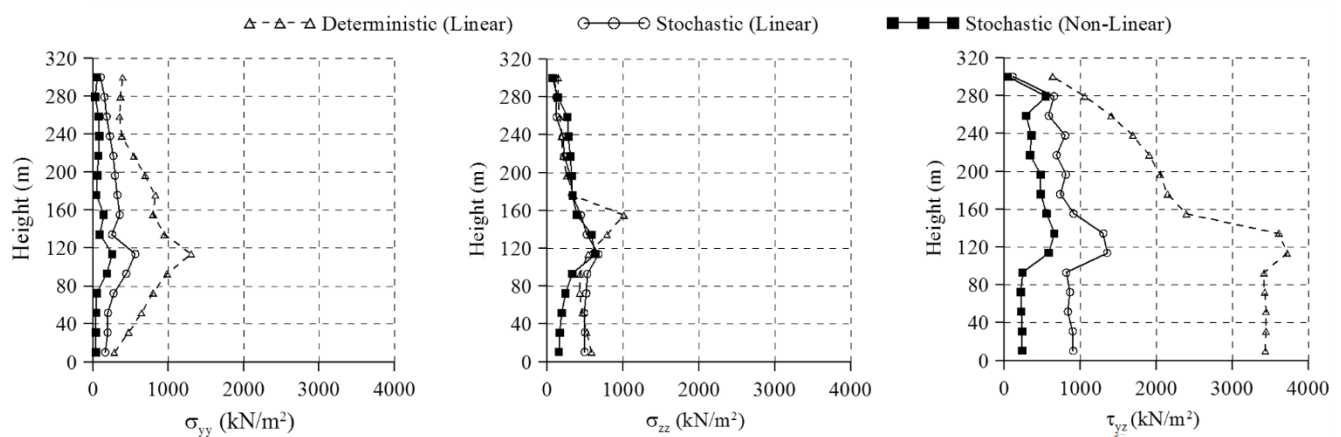 Deterministic (Linear) Stochastic (Linear) Stochastic (Non-Linear)
320 320 320
280 280 280
240 240 240
200 200 200
160 160 160
120 120 120
80 80 80
40 40 40
0 0 0
Height (m) Height (m) Height (m)
0 1000 2000 3000 4000 0 1000 2000 3000 4000 0 1000 2000 3000 4000
σyy (kN/m²) σzz (kN/m²) τyz (kN/m²)